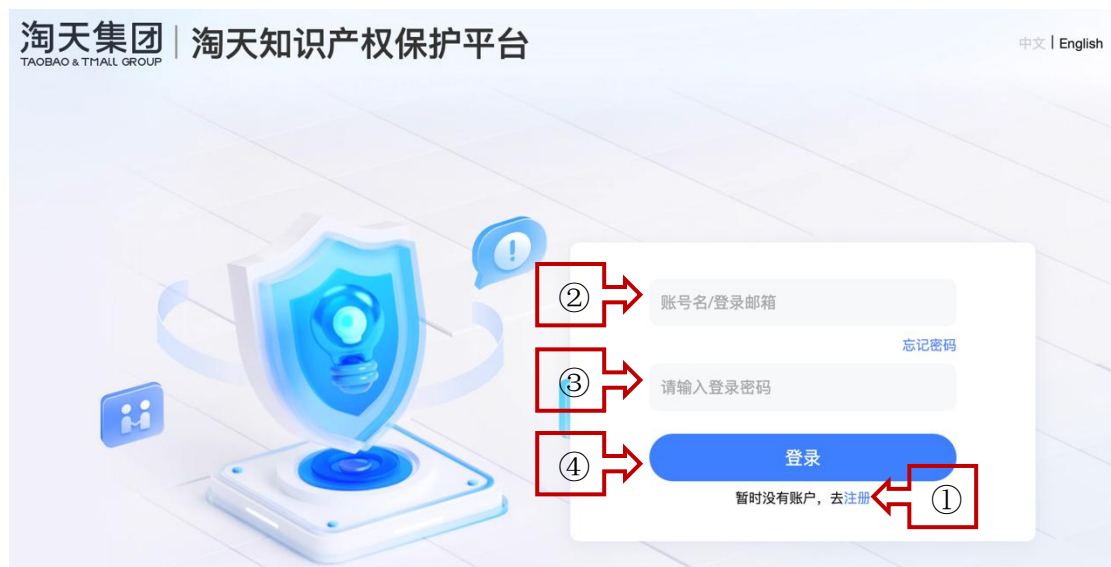 淘天集团 | 淘天知识产权保护平台
TAOBAO & TMALL GROUP
中文 | English
② 账号名/登录邮箱
忘记密码
③ 请输入登录密码
④ 登录
暂时没有账户，去注册 ①